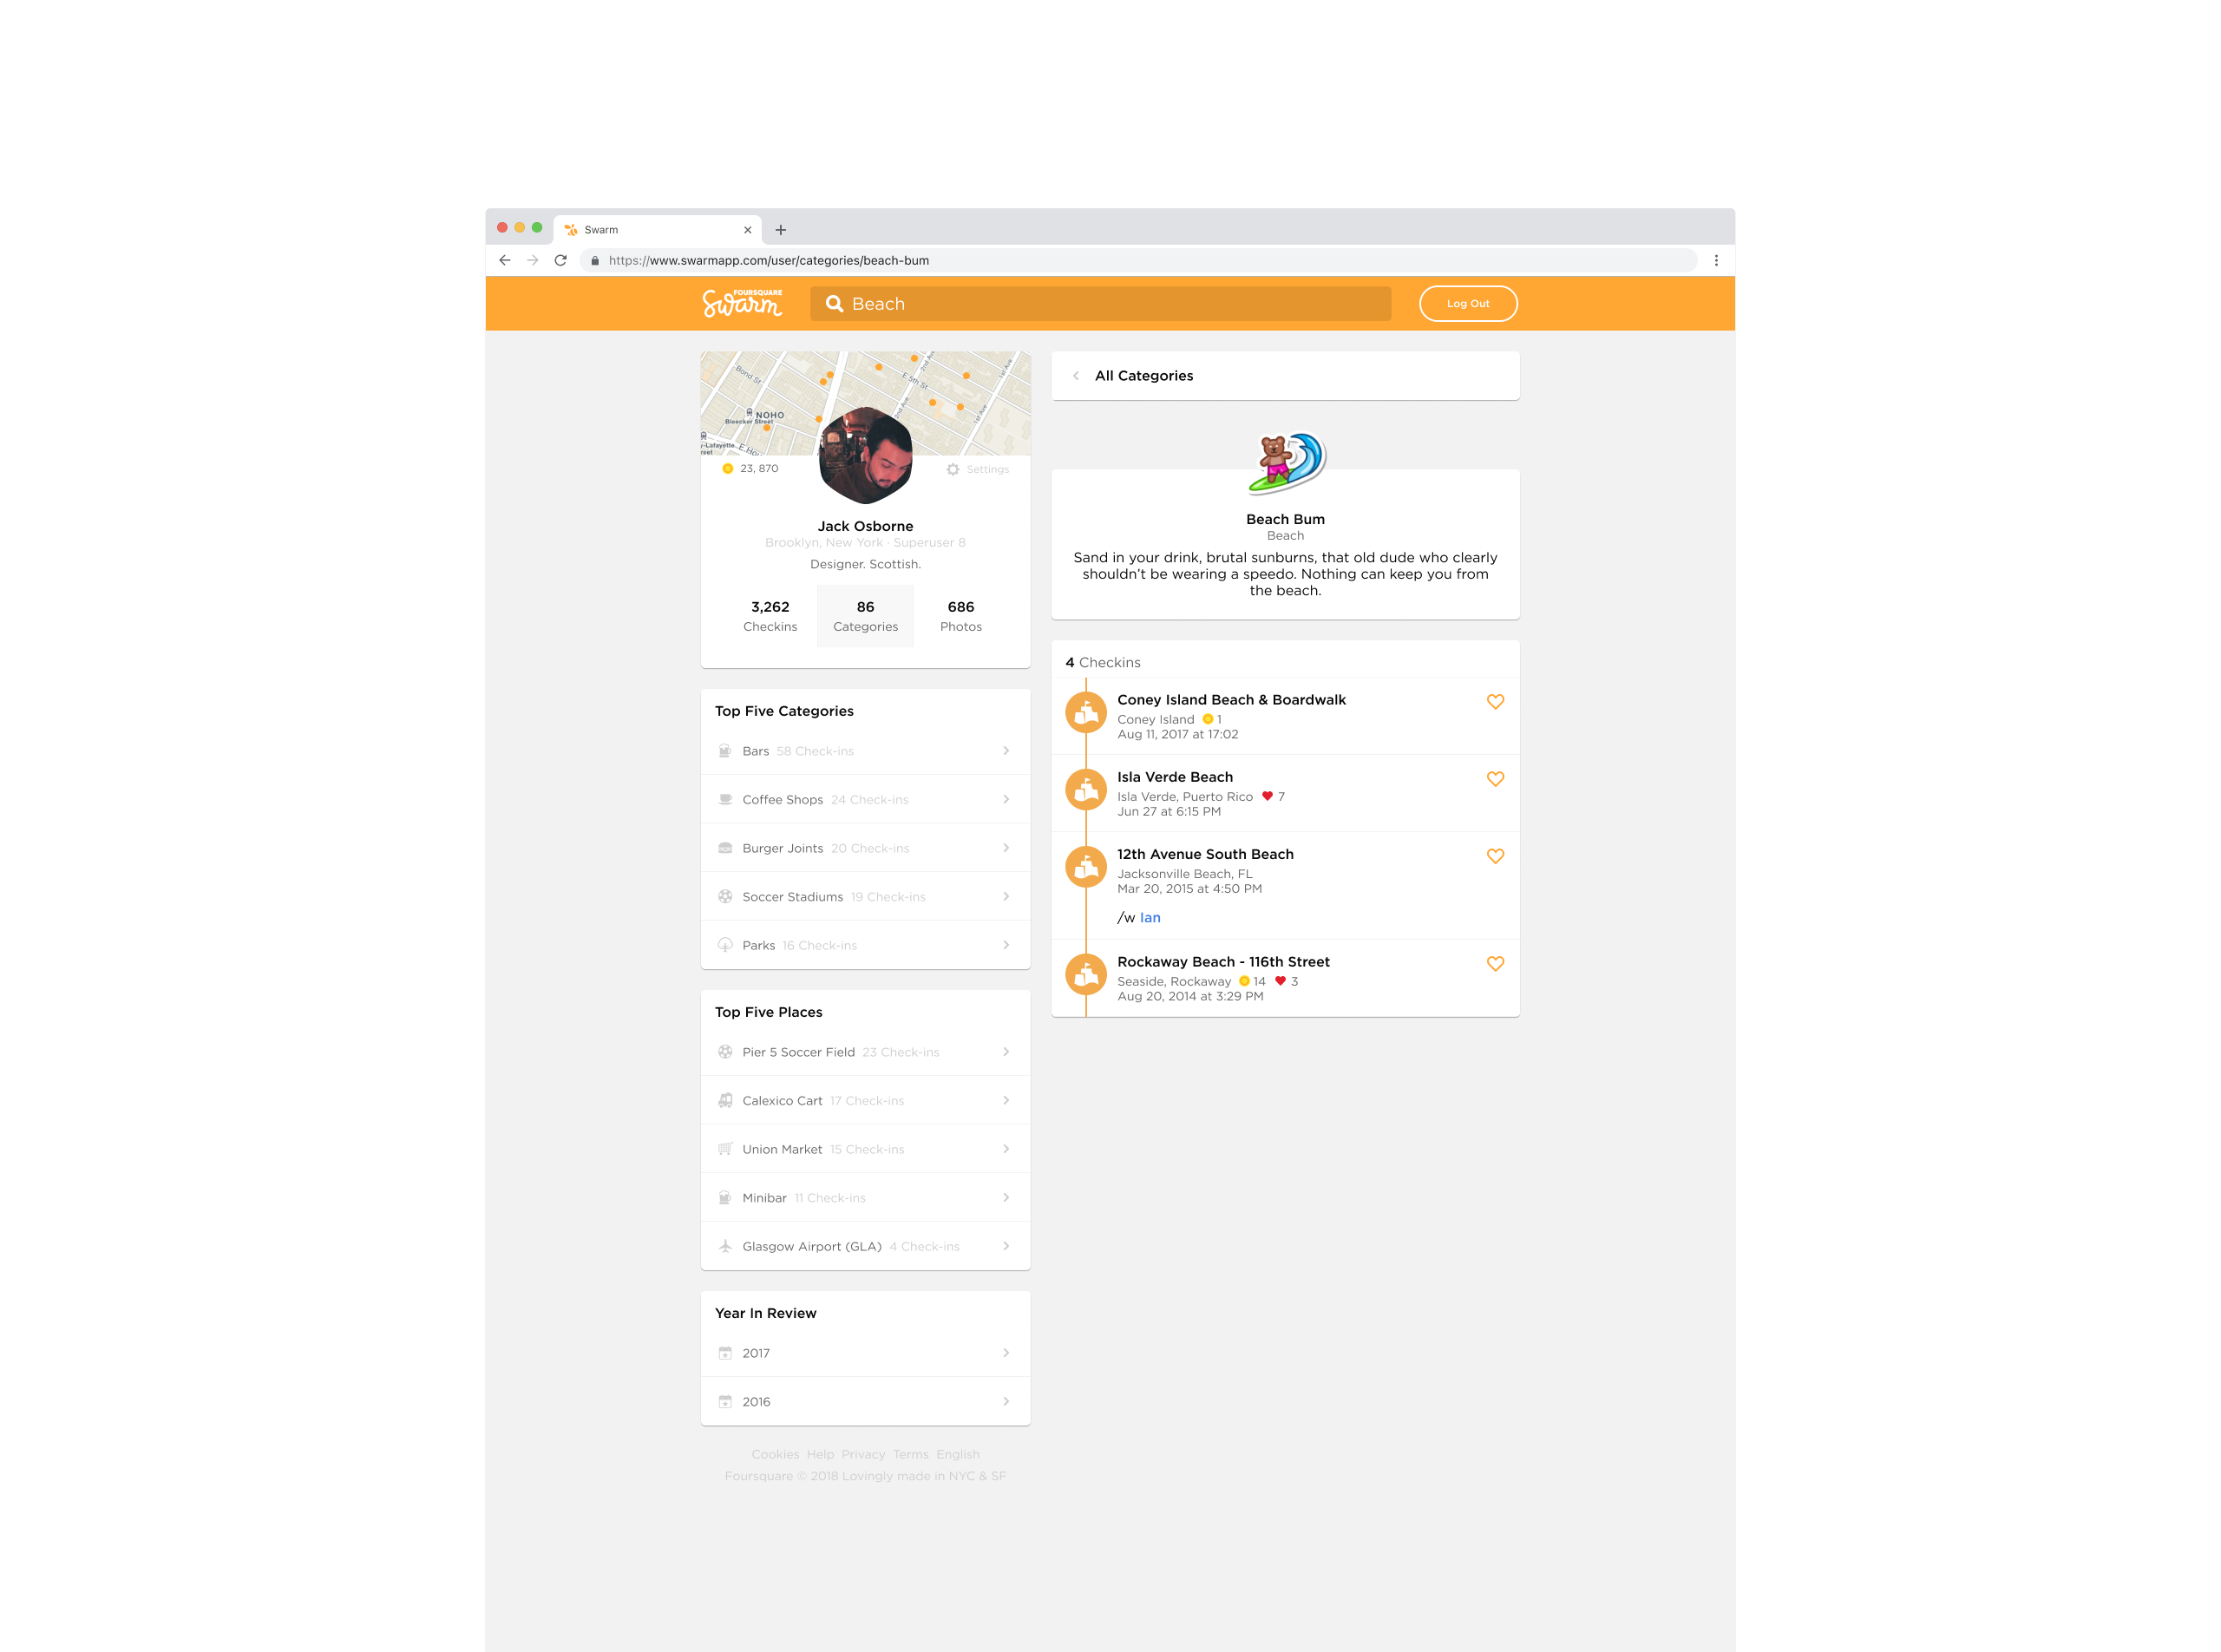 Swarm
https://www.swarmapp.com/user/categories/beach-bum
FOURSQUARE
Swarm
Beach
Log Out
Bond St
NOHO
Bleecker Street
E 5th St
2nd Ave
2nd Ave
1st Ave
1st Ave
23, 870
Settings
Jack Osborne
Brooklyn, New York · Superuser 8
Designer. Scottish.
3,262
Checkins
86
Categories
686
Photos
Top Five Categories
Bars 58 Check-ins
Coffee Shops 24 Check-ins
Burger Joints 20 Check-ins
Soccer Stadiums 19 Check-ins
Parks 16 Check-ins
Top Five Places
Pier 5 Soccer Field 23 Check-ins
Calexico Cart 17 Check-ins
Union Market 15 Check-ins
Minibar 11 Check-ins
Glasgow Airport (GLA) 4 Check-ins
Year In Review
2017
2016
Cookies Help Privacy Terms English
Foursquare © 2018 Lovingly made in NYC & SF
All Categories
Beach Bum
Beach
Sand in your drink, brutal sunburns, that old dude who clearly
shouldn't be wearing a speedo. Nothing can keep you from
the beach.
4 Checkins
Coney Island Beach & Boardwalk
Coney Island 1
Aug 11, 2017 at 17:02
Isla Verde Beach
Isla Verde, Puerto Rico 7
Jun 27 at 6:15 PM
12th Avenue South Beach
Jacksonville Beach, FL
Mar 20, 2015 at 4:50 PM
/w Ian
Rockaway Beach - 116th Street
Seaside, Rockaway 14 3
Aug 20, 2014 at 3:29 PM